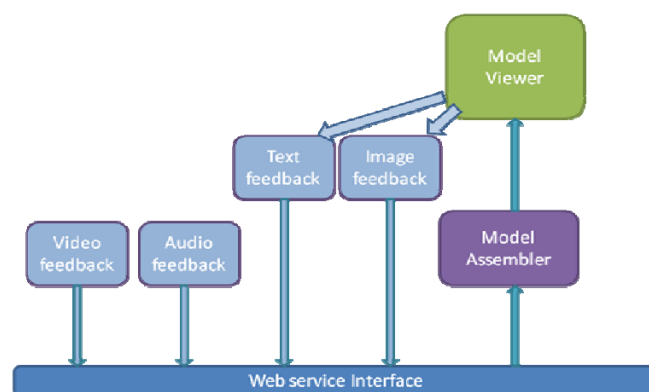 Model
Viewer
Text
feedback
Image
feedback
Video
feedback
Audio
feedback
Model
Assembler
Web service Interface